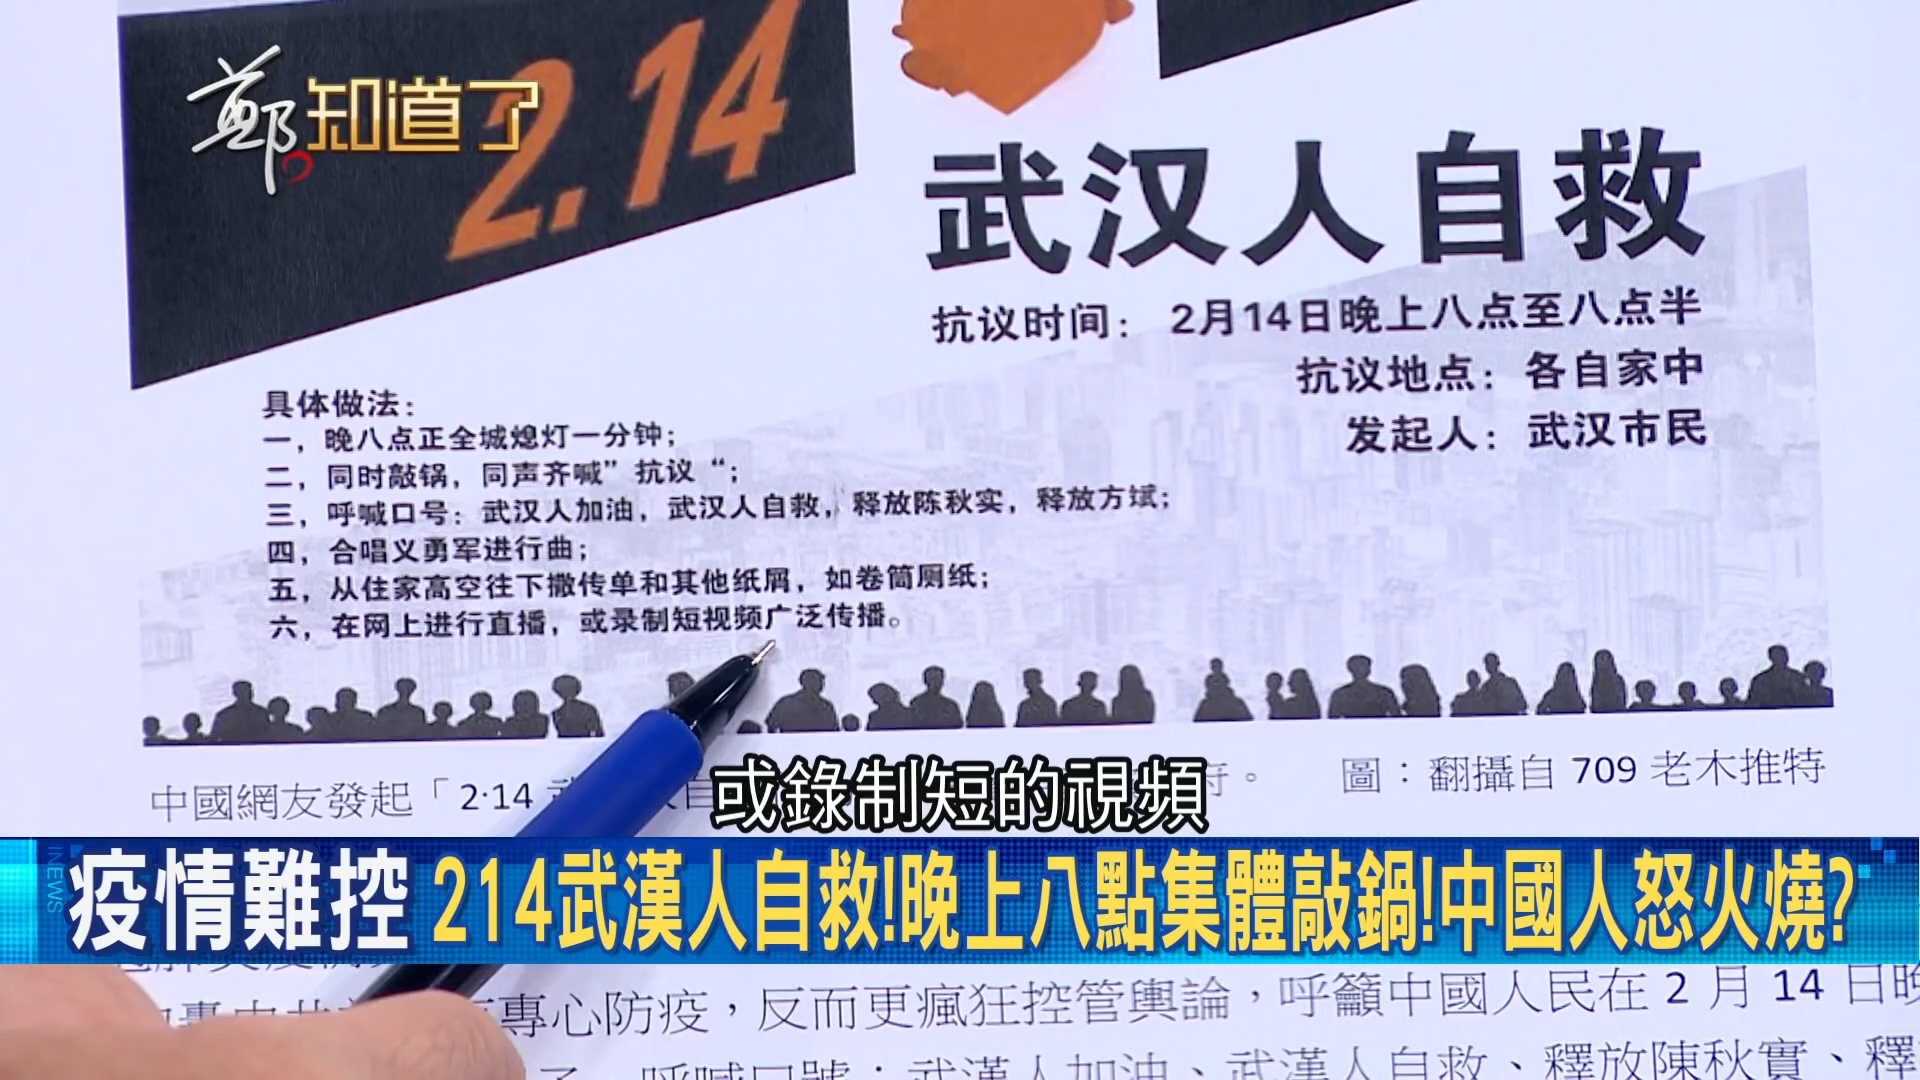 鄭知道了
2.14
武汉人自救
抗议时间： 2月14日晚上八点至八点半
抗议地点：各自家中
发起人：武汉市民
具体做法：
一，晚八点正全城熄灯一分钟；
二，同时敲锅，同声齐喊”抗议“；
三，呼喊口号：武汉人加油，武汉人自救，释放陈秋实，释放方斌；
四，合唱义勇军进行曲；
五，从住家高空往下撒传单和其他纸屑，如卷筒厕纸；
六，在网上进行直播，或录制短视频广泛传播。
中國網友發起「2·14
圖：翻攝自 709 老木推特
或錄制短的視頻
INEWS
疫情難控 214武漢人自救!晚上八點集體敲鍋!中國人怒火燒?
專心防疫，反而更瘋狂控管輿論，呼籲中國人民在 2 月 14 日晚
呼喊口號：武漢人加油、武漢人自救、釋放陳秋實、釋